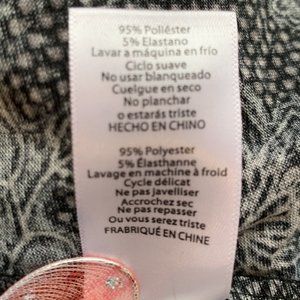 95% Poliéster
5% Elastano
Lavar a máquina en frío
Ciclo suave
No usar blanqueado
Cuelgue en seco
No planchar
o estarás triste
HECHO EN CHINO
95% Polyester
5% Élasthanne
Lavage en machine à froid
Cycle délicat
Ne pas javelliser
Accrochez sec
Ne pas repasser
Ou vous serez triste
FRABRIQUÉ EN CHINE